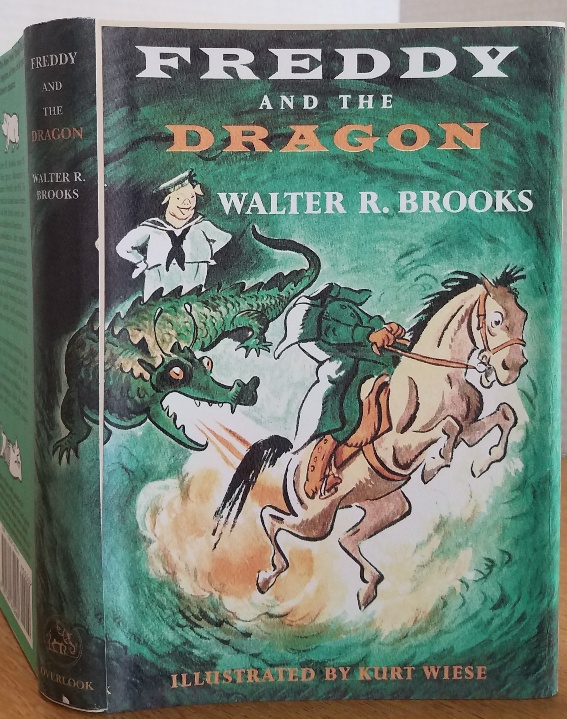 FREDDY
AND
THE
DRAGON
WALTER R.
BROOKS
OVERLOOK
FREDDY
AND THE
DRAGON
WALTER R. BROOKS
ILLUSTRATED BY KURT WIESE